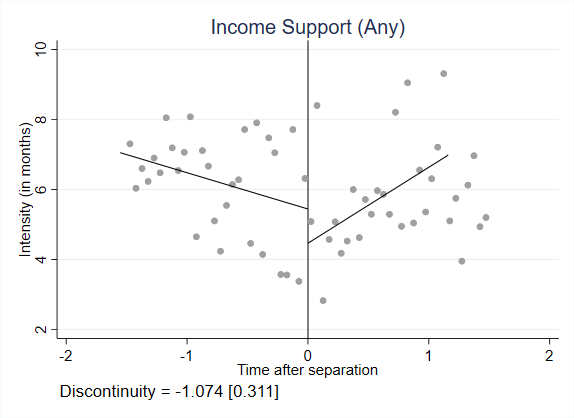 Income Support (Any)
Intensity (in months)
10
8
6
4
2
-2 -1 0 1 2
Time after separation
Discontinuity = -1.074 [0.311]